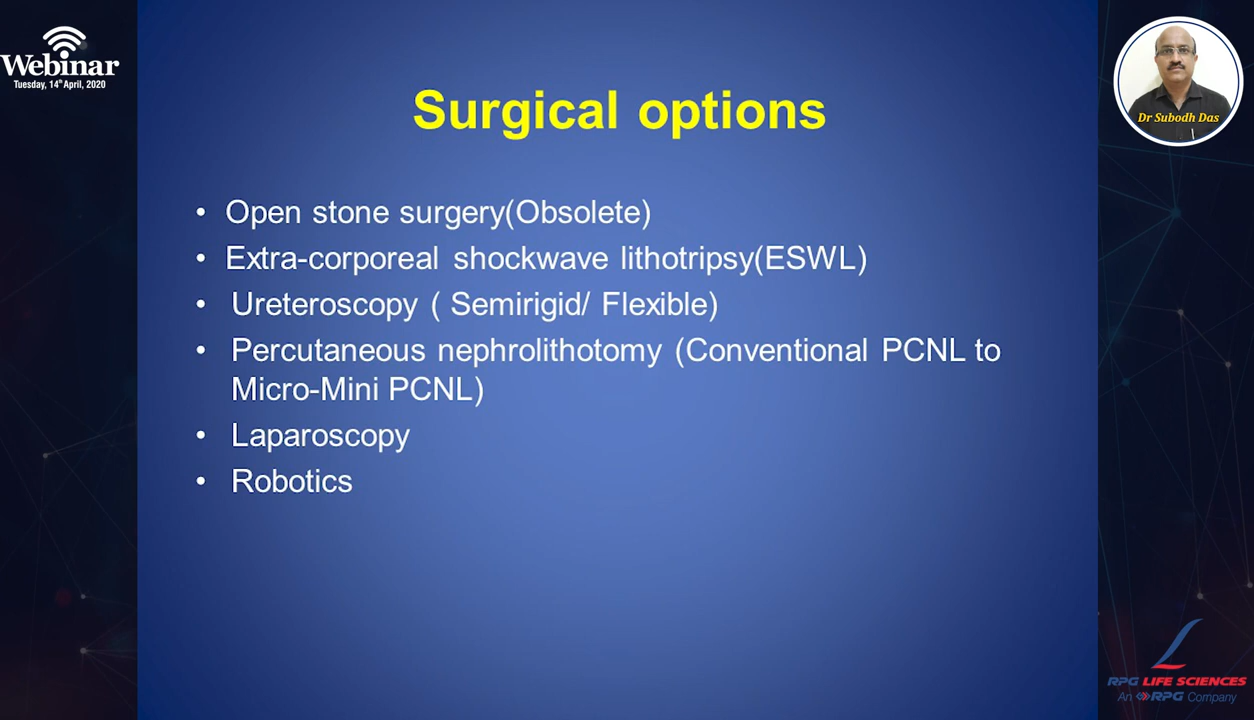 Webinar
Tuesday, 14th April, 2020
Dr Subodh Das
Surgical options
• Open stone surgery(Obsolete)
• Extra-corporeal shockwave lithotripsy(ESWL)
• Ureteroscopy ( Semirigid/ Flexible)
• Percutaneous nephrolithotomy (Conventional PCNL to
Micro-Mini PCNL)
• Laparoscopy
• Robotics
RPG LIFE SCIENCES
An RPG Company